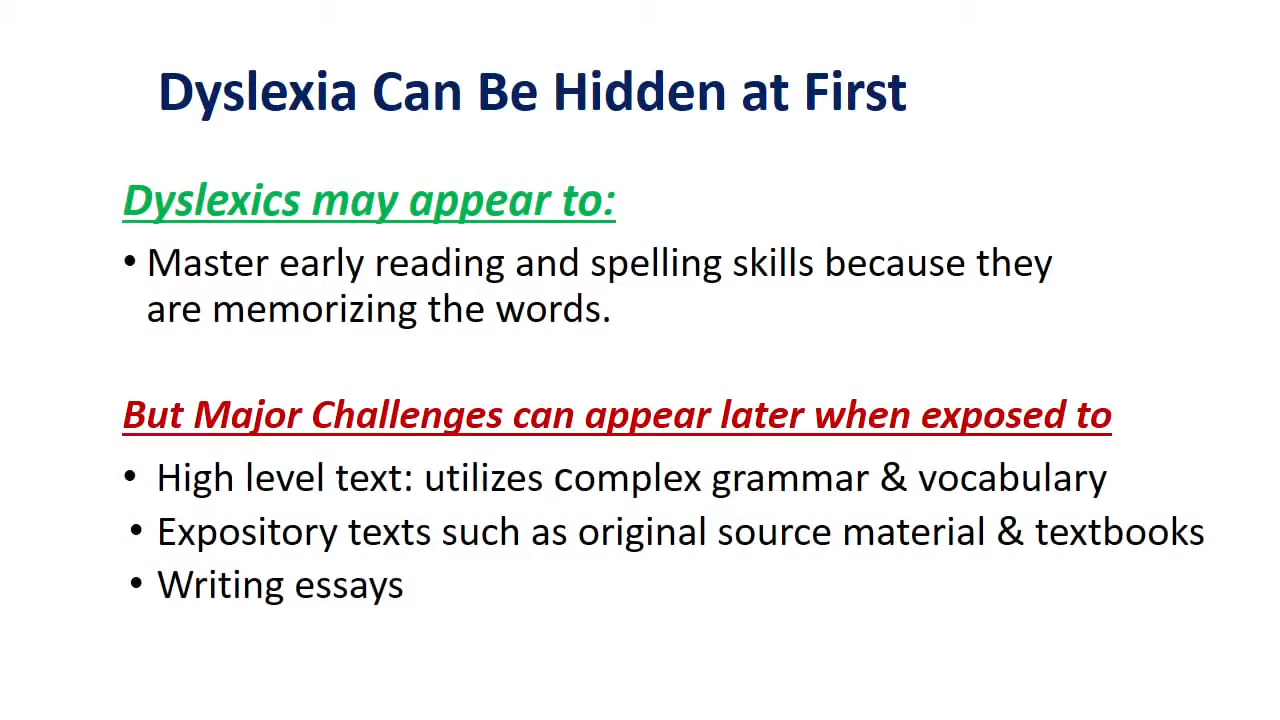 Dyslexia Can Be Hidden at First
Dyslexics may appear to:
• Master early reading and spelling skills because they
are memorizing the words.
But Major Challenges can appear later when exposed to
• High level text: utilizes complex grammar & vocabulary
• Expository texts such as original source material & textbooks
• Writing essays